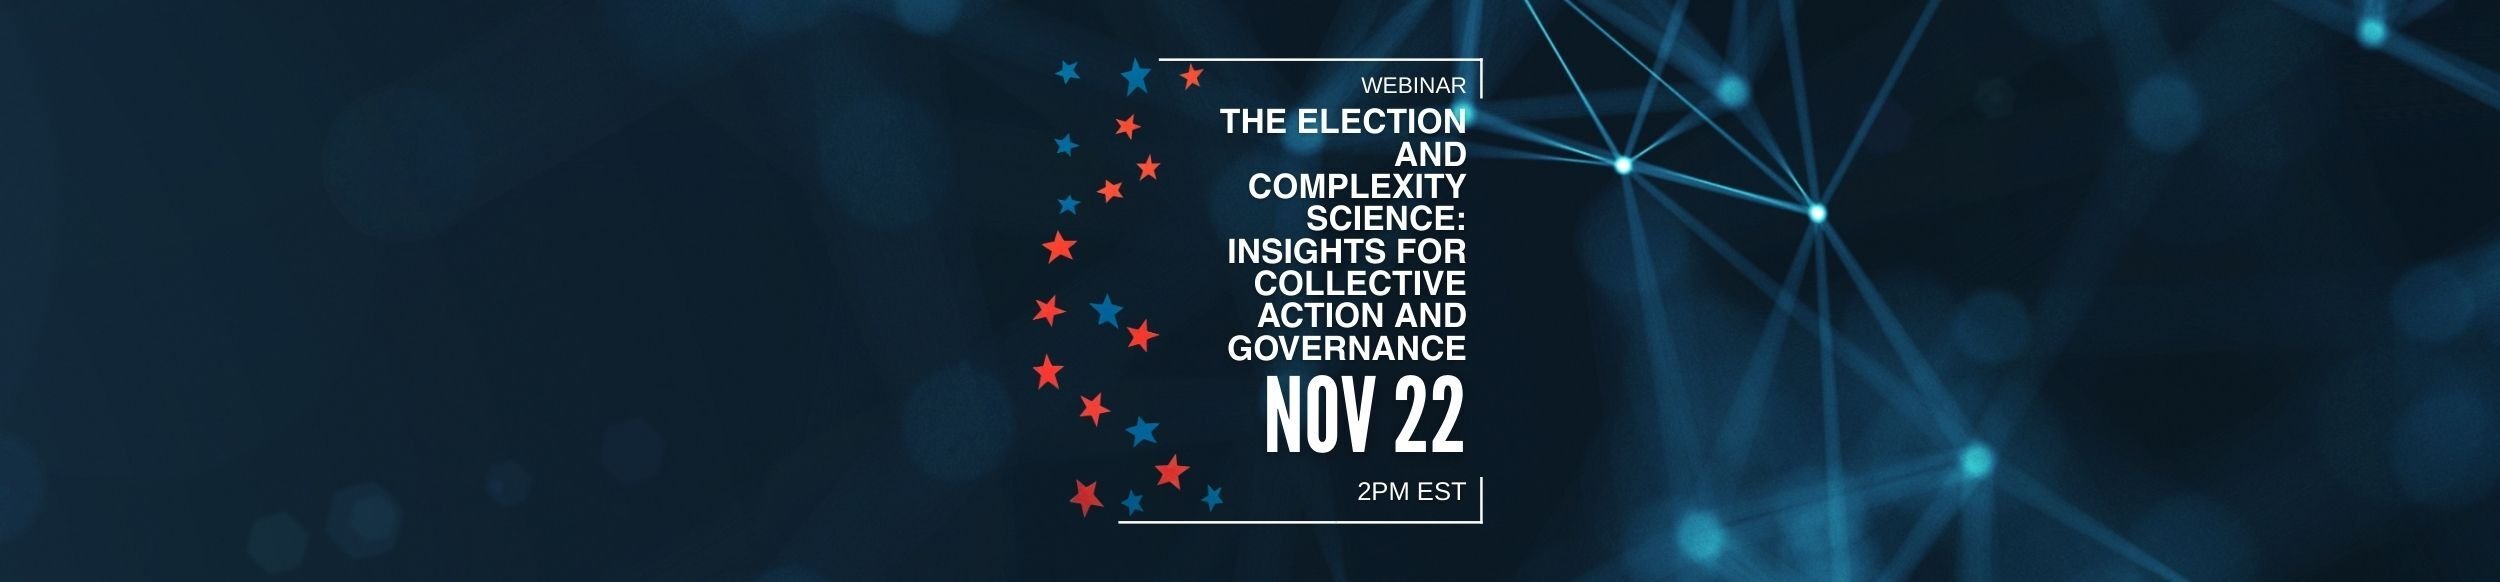 WEBINAR
THE ELECTION
AND
COMPLEXITY
SCIENCE:
INSIGHTS FOR
COLLECTIVE
ACTION AND
GOVERNANCE
NOV 22
2PM EST